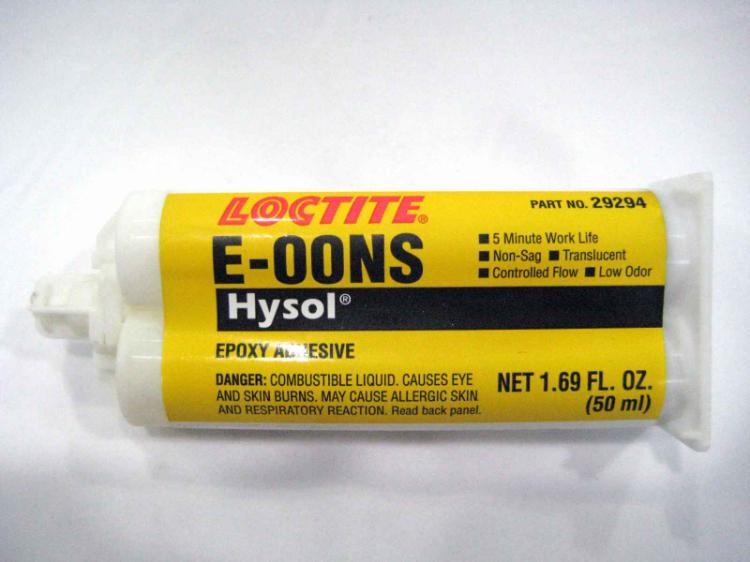 LOCTITE®
PART NO. 29294
E-00NS
■ 5 Minute Work Life
■ Non-Sag ■ Translucent
■ Controlled Flow ■ Low Odor
Hysol®
EPOXY ADHESIVE
DANGER: COMBUSTIBLE LIQUID. CAUSES EYE
AND SKIN BURNS. MAY CAUSE ALLERGIC SKIN
AND RESPIRATORY REACTION. Read back panel.
NET 1.69 FL. OZ.
(50 ml)